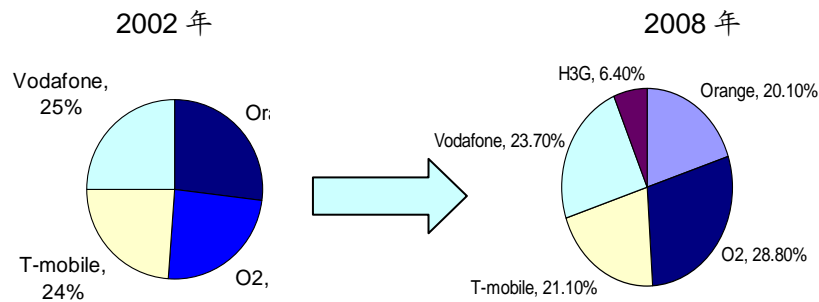 2002 年
Vodafone,
25%
T-mobile,
24%
O2,
2008 年
H3G, 6.40%
Orange, 20.10%
Vodafone, 23.70%
O2, 28.80%
T-mobile, 21.10%